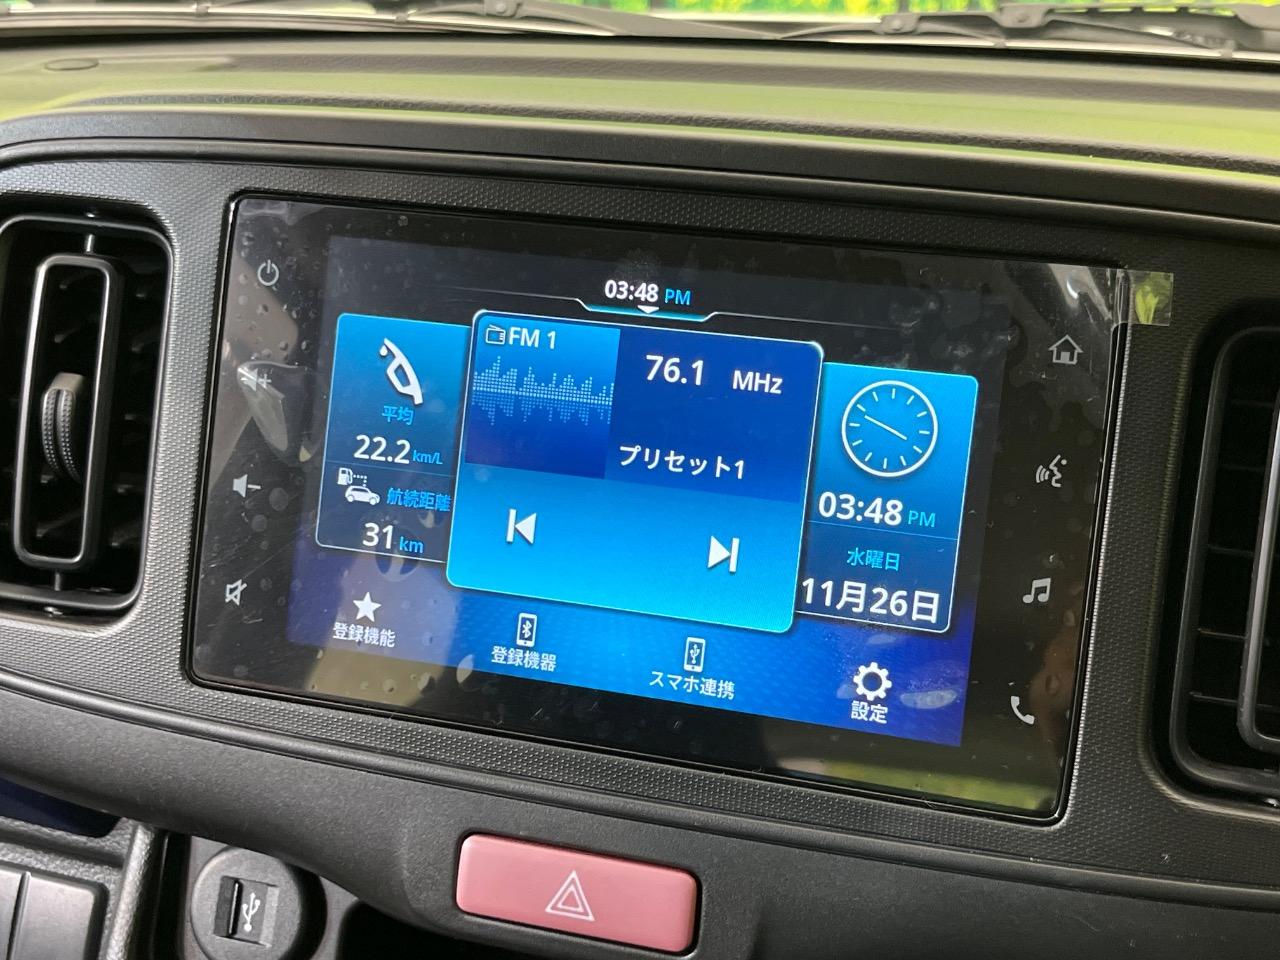 03:48 PM
平均
22.2 km/L
航続距離
31 km
FM 1
76.1 MHz
プリセット1
03:48 PM
水曜日
11月26日
登録機能
登録機器
スマホ連携
設定